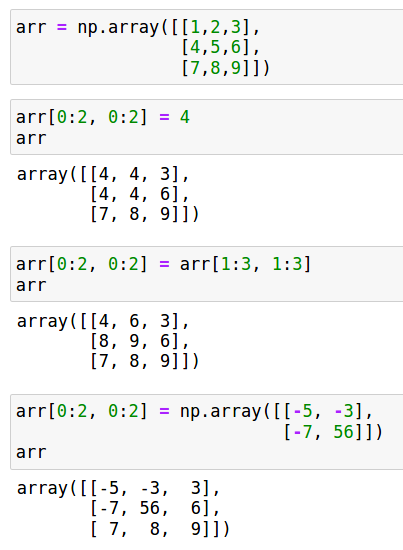 arr = np.array([[1,2,3],
                [4,5,6],
                [7,8,9]])
arr[0:2, 0:2] = 4
arr
array([[4, 4, 3],
       [4, 4, 6],
       [7, 8, 9]])
arr[0:2, 0:2] = arr[1:3, 1:3]
arr
array([[4, 6, 3],
       [8, 9, 6],
       [7, 8, 9]])
arr[0:2, 0:2] = np.array([[-5, -3],
                          [-7, 56]])
arr
array([[-5, -3,  3],
       [-7, 56,  6],
       [ 7,  8,  9]])